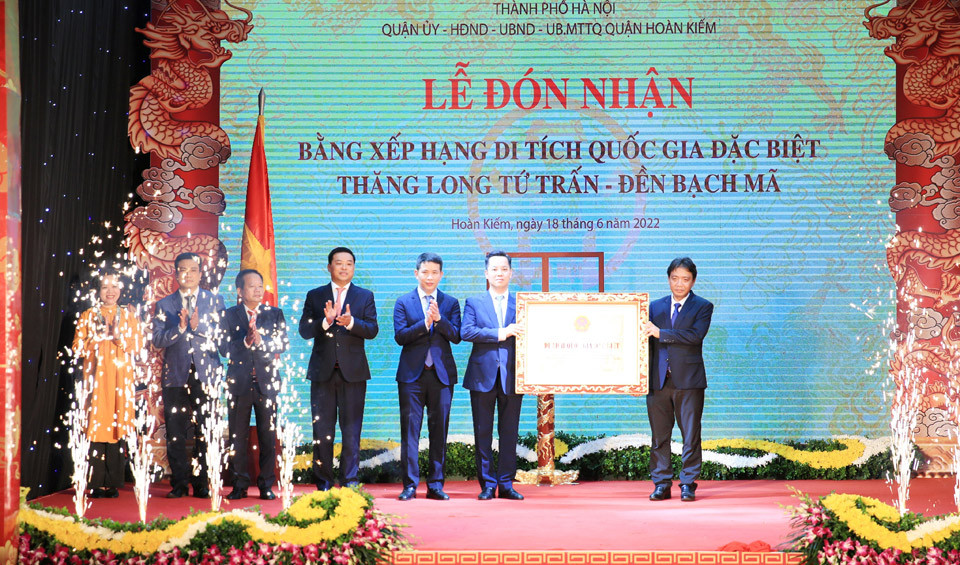 THÀNH PHỐ HÀ NỘI
QUẬN ỦY - HĐND - UBND - UB.MTTQ QUẬN HOÀN KIẾM
LỄ ĐÓN NHẬN
BẰNG XẾP HẠNG DI TÍCH QUỐC GIA ĐẶC BIỆT
THĂNG LONG TỨ TRẤN - ĐỀN BẠCH MÃ
Hoàn Kiếm, ngày 18 tháng 6 năm 2022